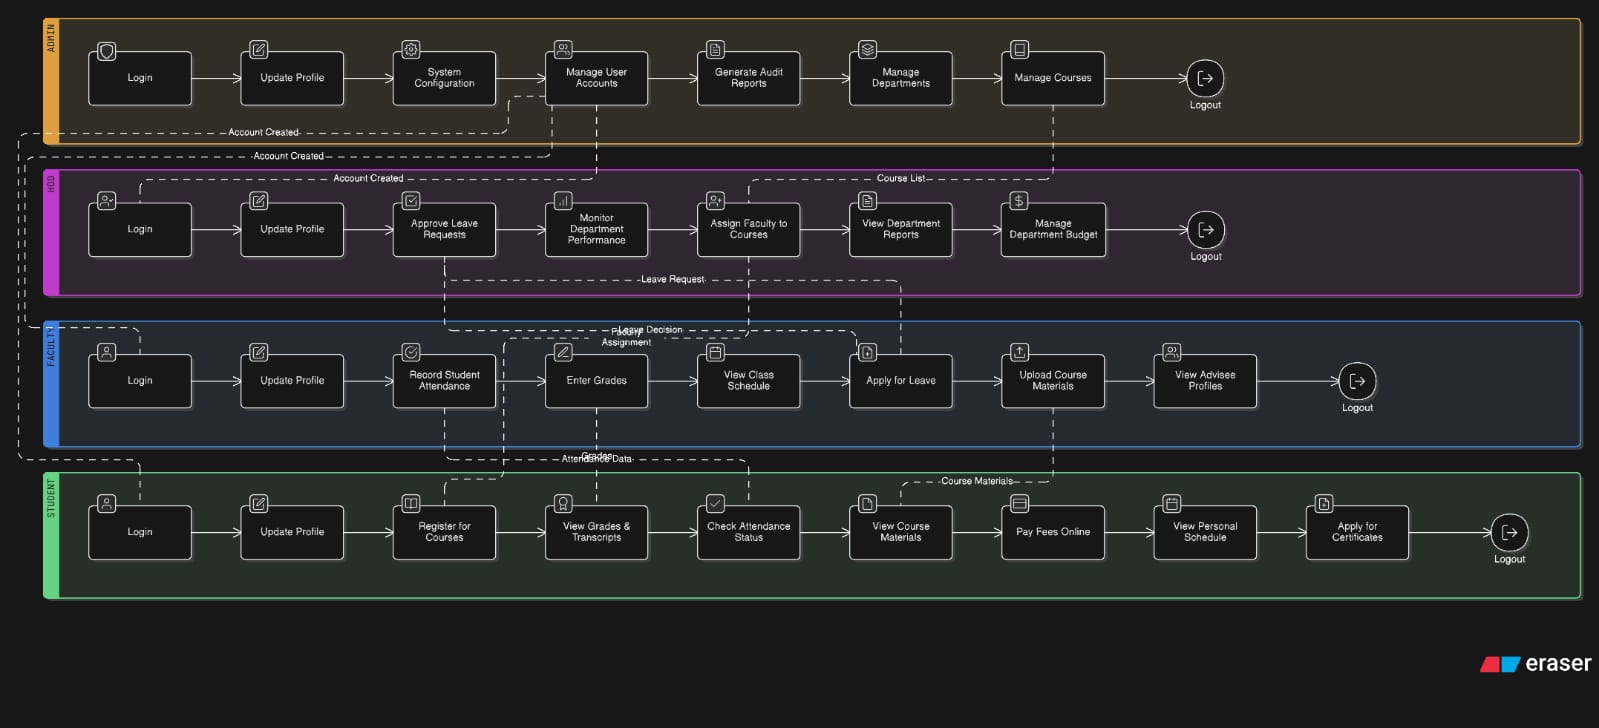 ADMIN
Login
Update Profile
System
Configuration
Manage User
Accounts
Generate Audit
Reports
Manage
Departments
Manage Courses
Logout
Account Created
Account Created
HOD
Account Created
Course List
Login
Update Profile
Approve Leave
Requests
Monitor
Department
Performance
Assign Faculty to
Courses
View Department
Reports
Manage
Department Budget
Logout
Leave Request
FACULTY
Leave Decision
Faculty
Assignment
Login
Update Profile
Record Student
Attendance
Enter Grades
View Class
Schedule
Apply for Leave
Upload Course
Materials
View Advisee
Profiles
Logout
Grades
Attendance Data
STUDENT
Course Materials
Login
Update Profile
Register for
Courses
View Grades &
Transcripts
Check Attendance
Status
View Course
Materials
Pay Fees Online
View Personal
Schedule
Apply for
Certificates
Logout
eraser